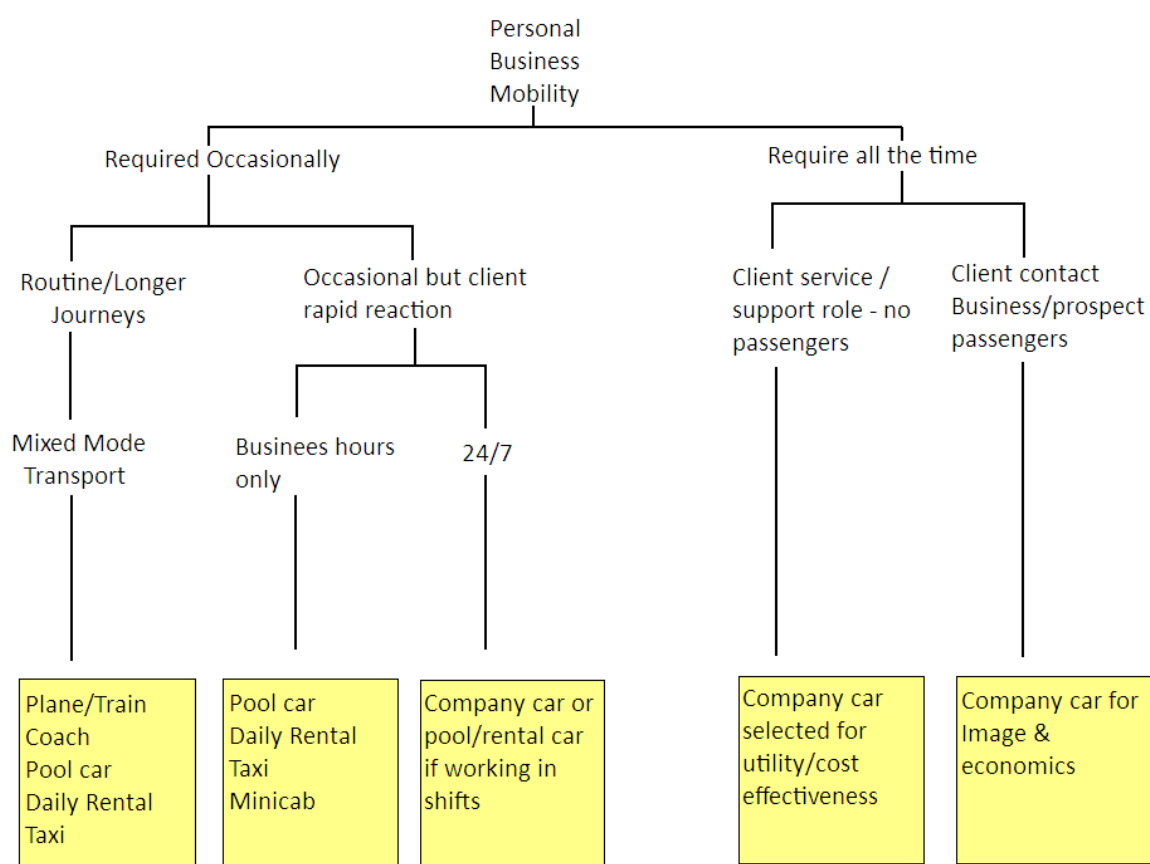 Personal
Business
Mobility
Required Occasionally
Require all the time
Routine/Longer
Journeys
Occasional but client
rapid reaction
Client service /
support role - no
passengers
Client contact
Business/prospect
passengers
Mixed Mode
Transport
Businees hours
only
24/7
Plane/Train
Coach
Pool car
Daily Rental
Taxi
Pool car
Daily Rental
Taxi
Minicab
Company car or
pool/rental car
if working in
shifts
Company car
selected for
utility/cost
effectiveness
Company car for
Image &
economics